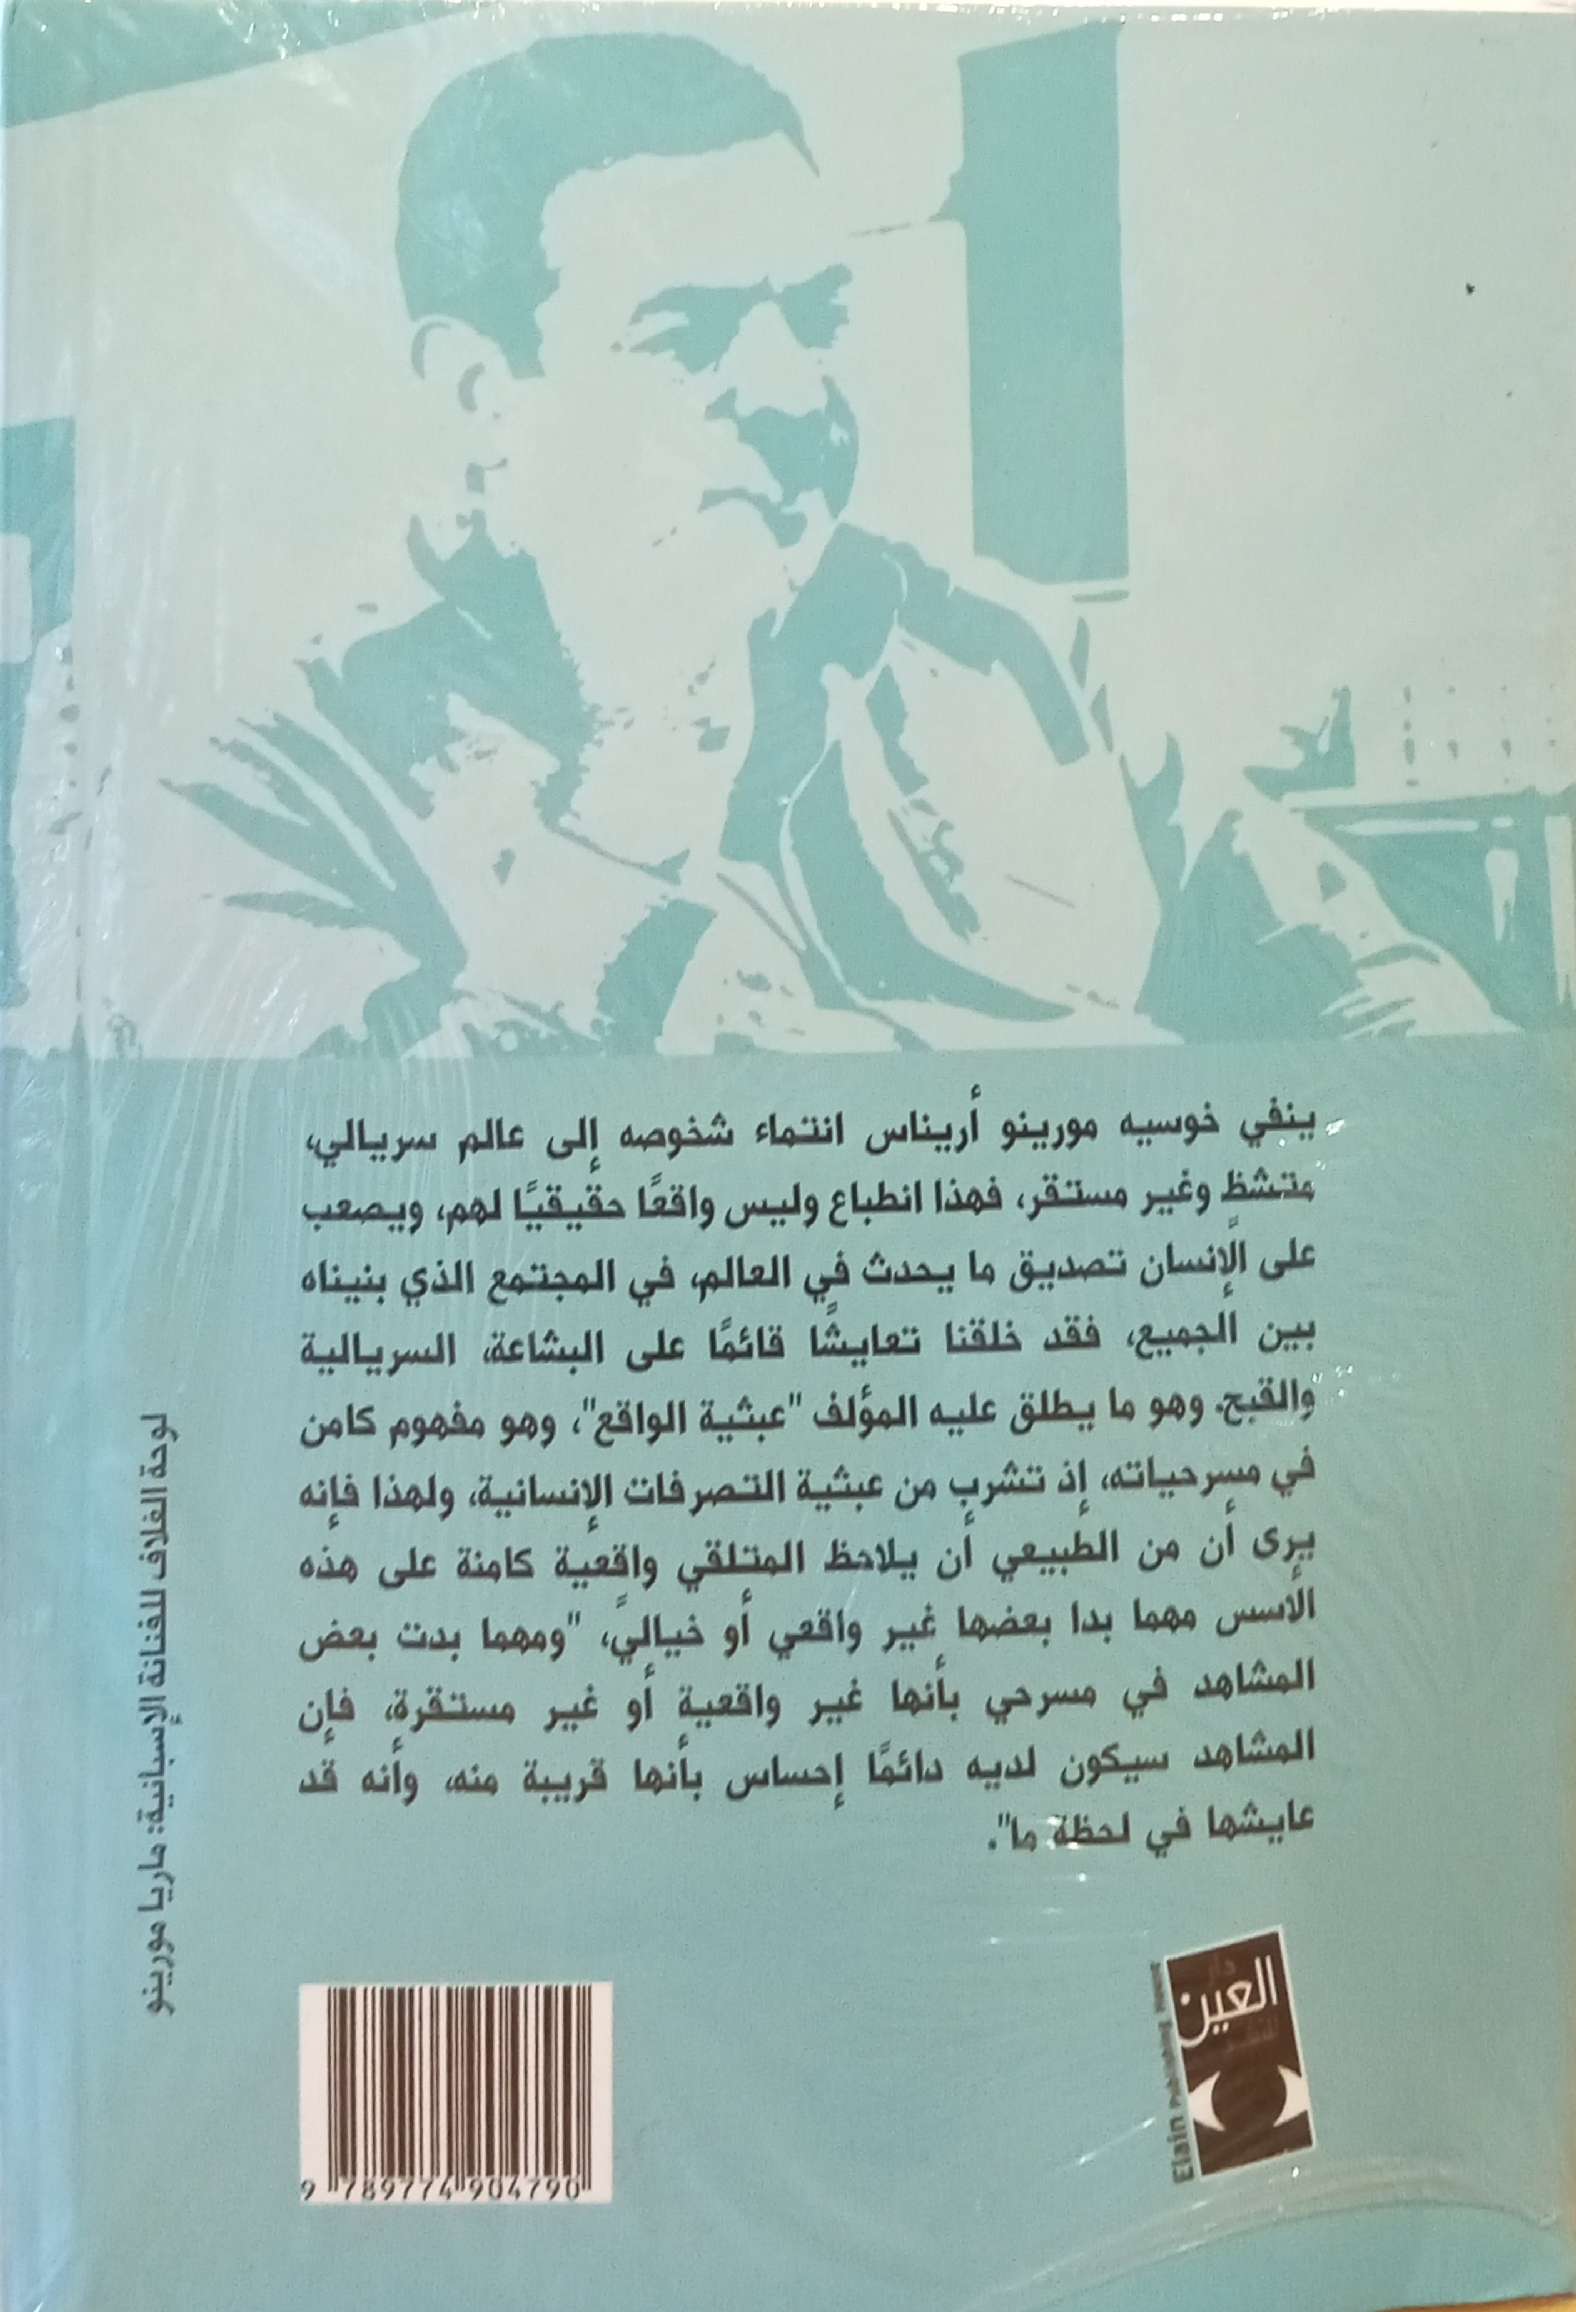 ينفي خوسيه مورينو أريناس انتماء شخوصه إلى عالم سريالي،
متشظٍ وغير مستقر، فهذا انطباع وليس واقعًا حقيقيًا لهم، ويصعب
على الإنسان تصديق ما يحدث في العالم، في المجتمع الذي بنيناه
بين الجميع، فقد خلقنا تعايشًا قائمًا على البشاعة، السريالية
والقبح. وهو ما يطلق عليه المؤلف "عبثية الواقع"، وهو مفهوم كامن
في مسرحياته، إذ تشرب من عبثية التصرفات الإنسانية، ولهذا فإنه
يرى أن من الطبيعي أن يلاحظ المتلقي واقعية كامنة على هذه
الأسس مهما بدا بعضها غير واقعي أو خيالي، "ومهما بدت بعض
المشاهد في مسرحي بأنها غير واقعية أو غير مستقرة، فإن
المشاهد سيكون لديه دائمًا إحساس بأنها قريبة منه، وأنه قد
عايشها في لحظة ما".
لوحة الغلاف للفنانة الإسبانية: ماريا مورينو
دار
العين
للنشر
Elain Publishing House
9 789774 904790